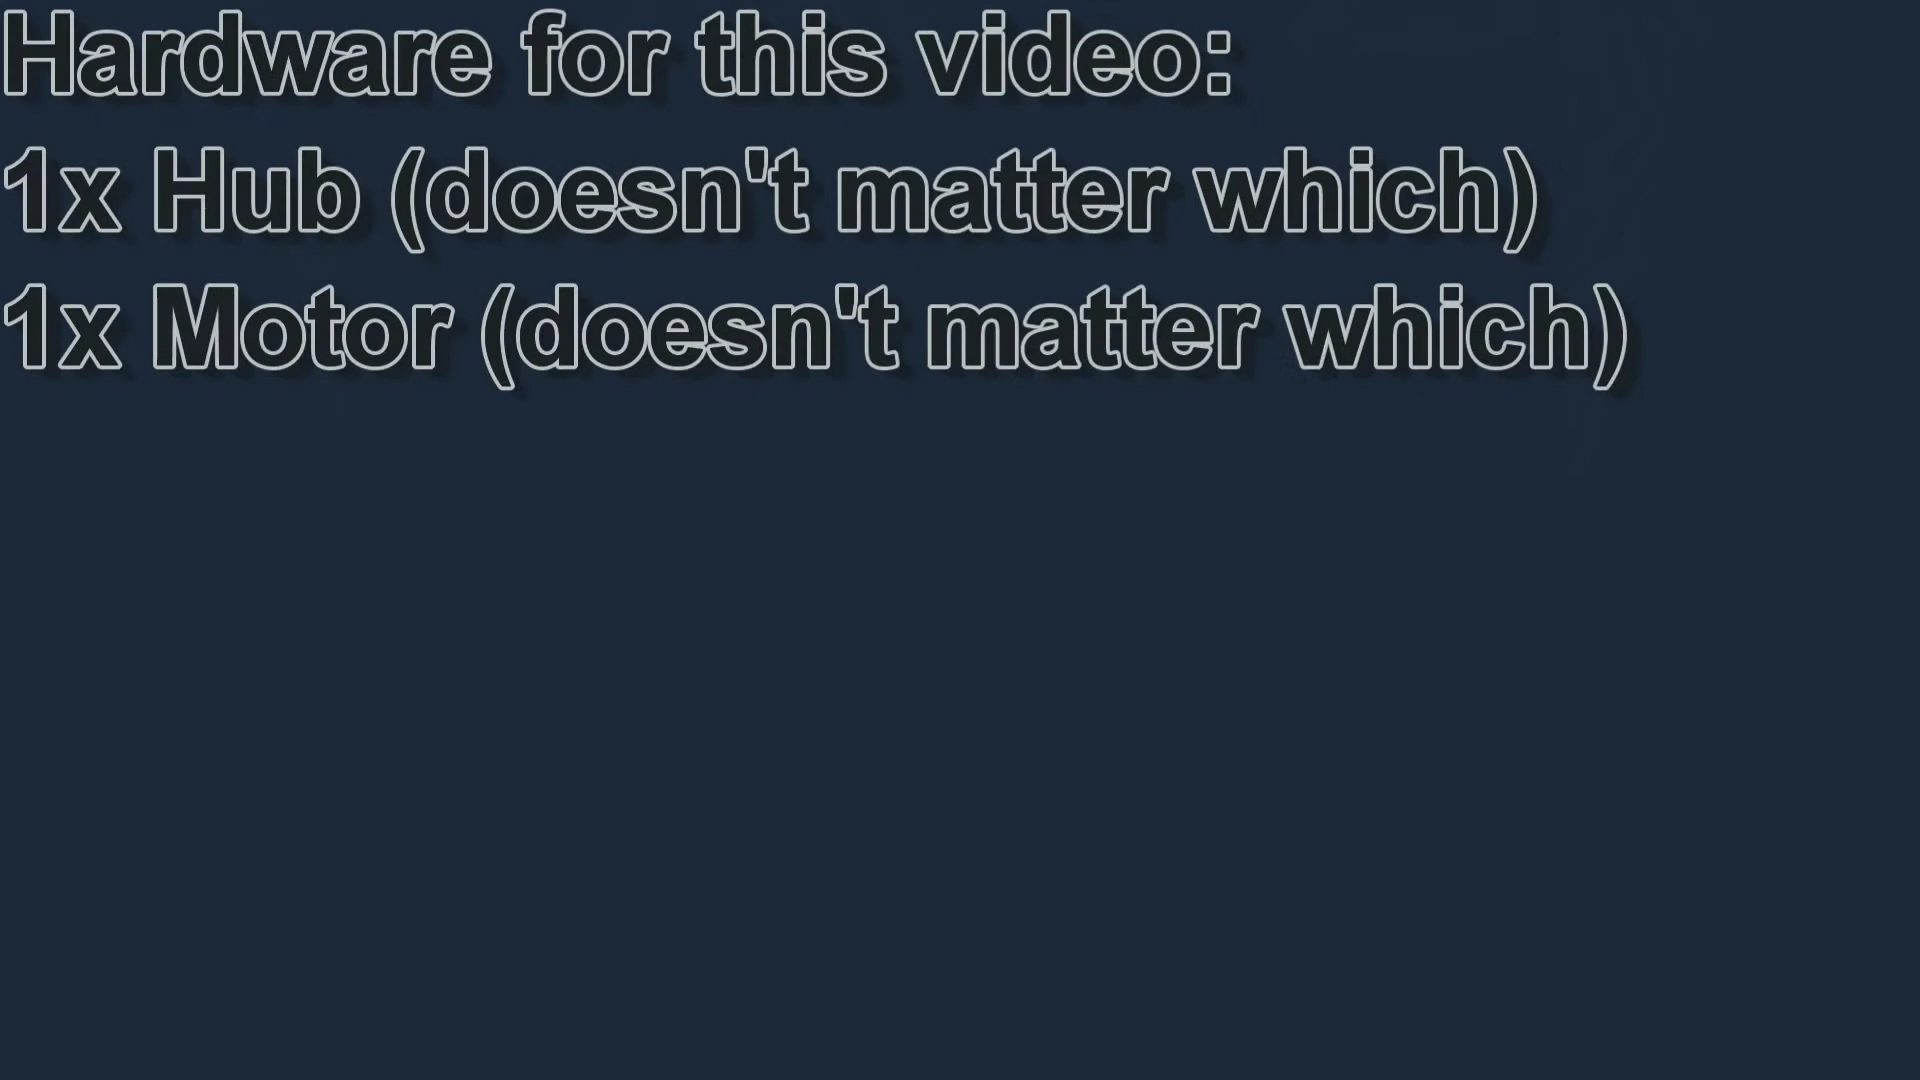 Hardware for this video:
1x Hub (doesn't matter which)
1x Motor (doesn't matter which)